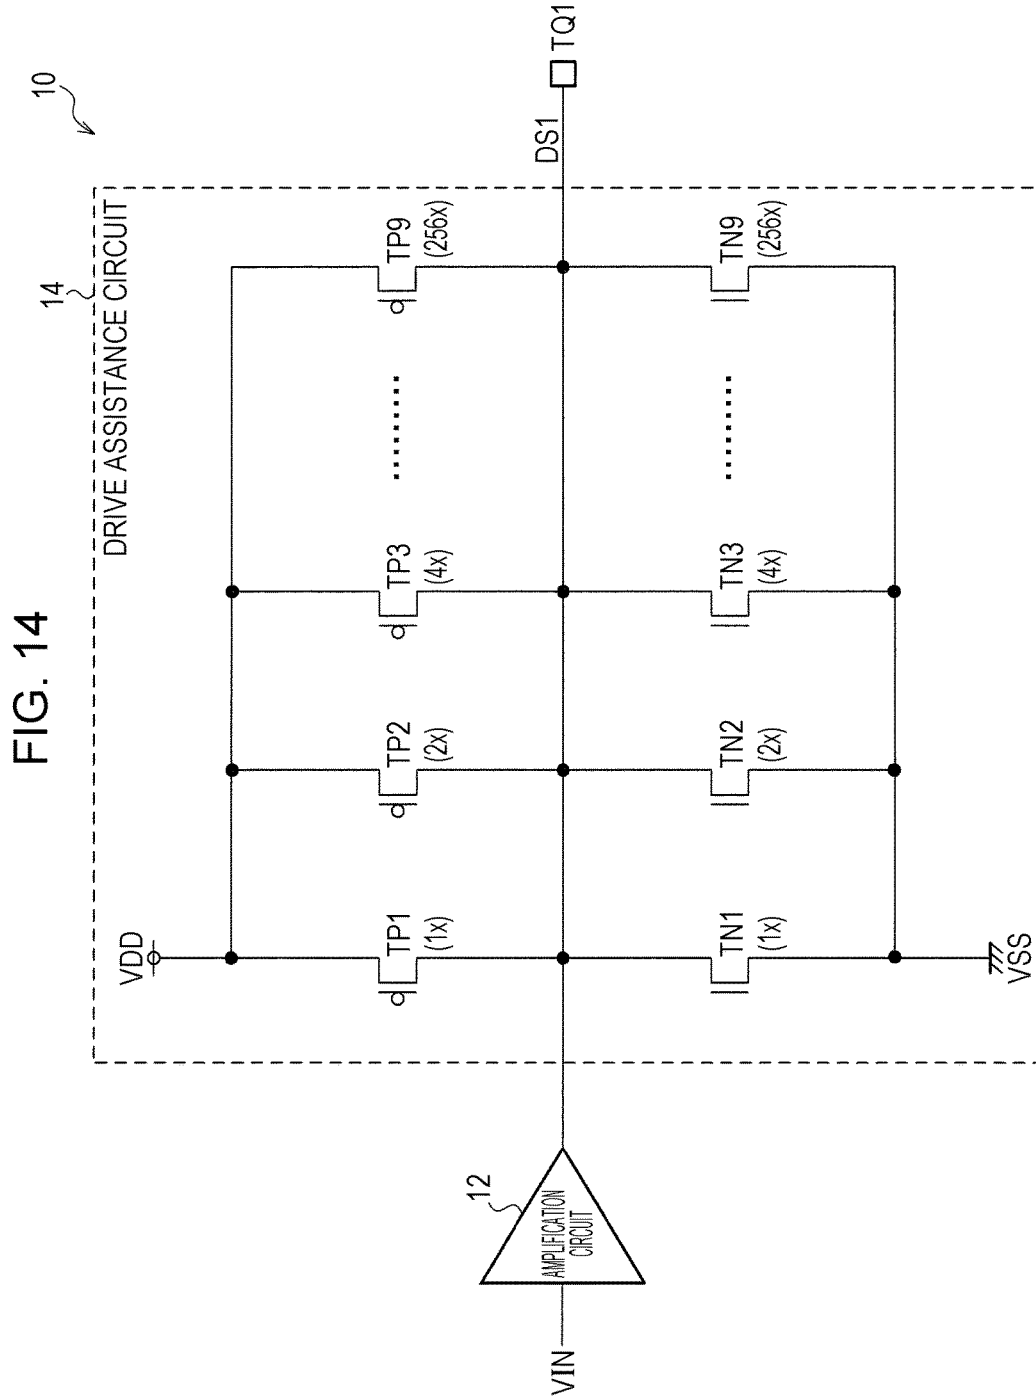 FIG. 14
10
14
DRIVE ASSISTANCE CIRCUIT
VDD
TP1
(1x)
TP2
(2x)
TP3
(4x)
TP9
(256x)
12
AMPLIFICATION
CIRCUIT
VIN
DS1
TQ1
TN1
(1x)
TN2
(2x)
TN3
(4x)
TN9
(256x)
VSS